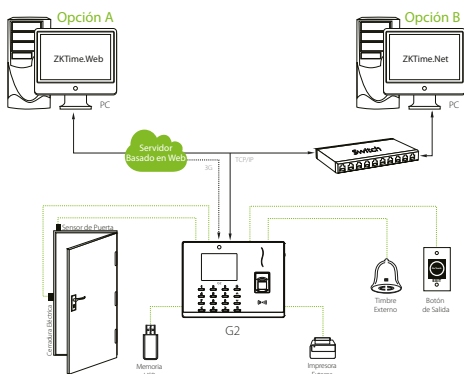 Opción A
Opción B
ZKTime.Web
ZKTime.Net
PC
PC
Servidor
Basado en Web
Switch
3G
TCP/IP
Sensor de Puerta
Cerradura Eléctrica
G2
Timbre
Externo
Botón
de Salida
Memoria
Impresora